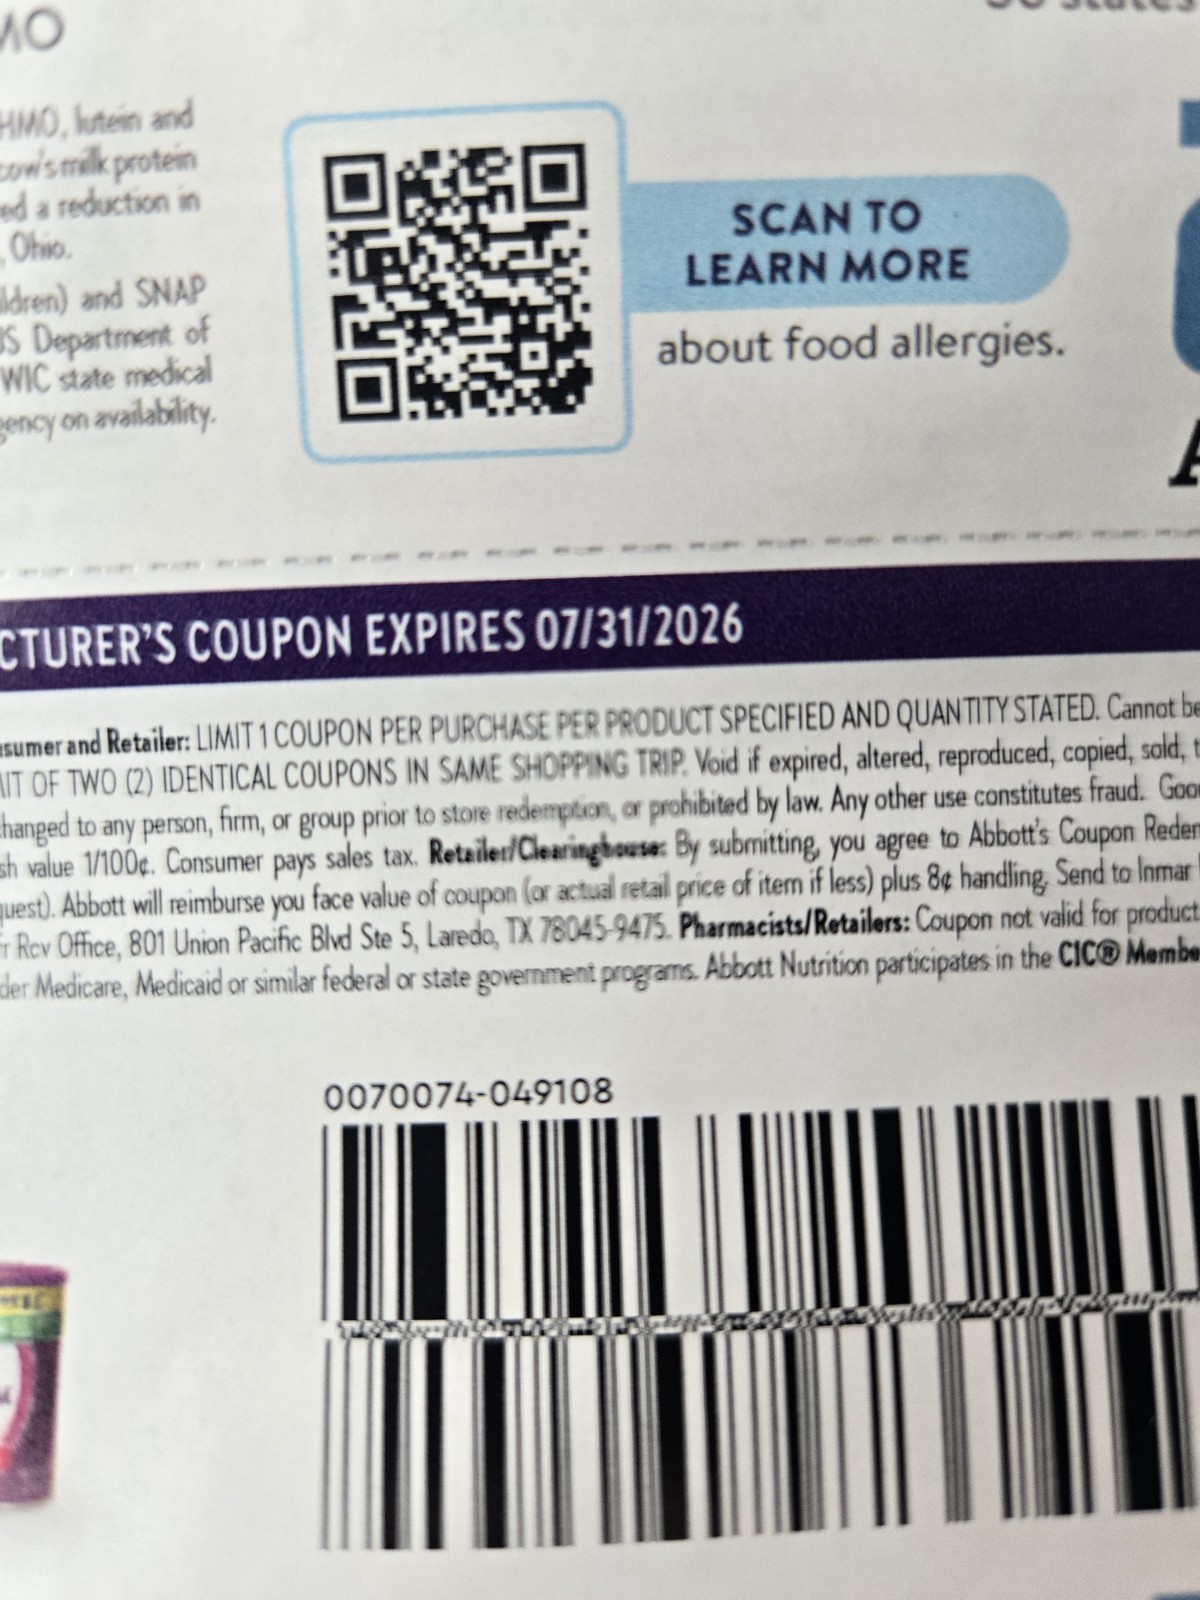 MO
HMO, lutein and
cow's milk protein
ed a reduction in
, Ohio.
ildren) and SNAP
US Department of
WIC state medical
gency on availability.
SCAN TO
LEARN MORE
about food allergies.
CTURER'S COUPON EXPIRES 07/31/2026
nsumer and Retailer: LIMIT 1 COUPON PER PURCHASE PER PRODUCT SPECIFIED AND QUANTITY STATED. Cannot be
MIT OF TWO (2) IDENTICAL COUPONS IN SAME SHOPPING TRIP. Void if expired, altered, reproduced, copied, sold, t
changed to any person, firm, or group prior to store redemption, or prohibited by law. Any other use constitutes fraud. Goo
sh value 1/100¢. Consumer pays sales tax. Retailer/Clearinghouse: By submitting, you agree to Abbott's Coupon Reden
quest). Abbott will reimburse you face value of coupon (or actual retail price of item if less) plus 8¢ handling. Send to Inmar
fr Rcv Office, 801 Union Pacific Blvd Ste 5, Laredo, TX 78045-9475. Pharmacists/Retailers: Coupon not valid for product
der Medicare, Medicaid or similar federal or state government programs. Abbott Nutrition participates in the CIC® Membe
0070074-049108